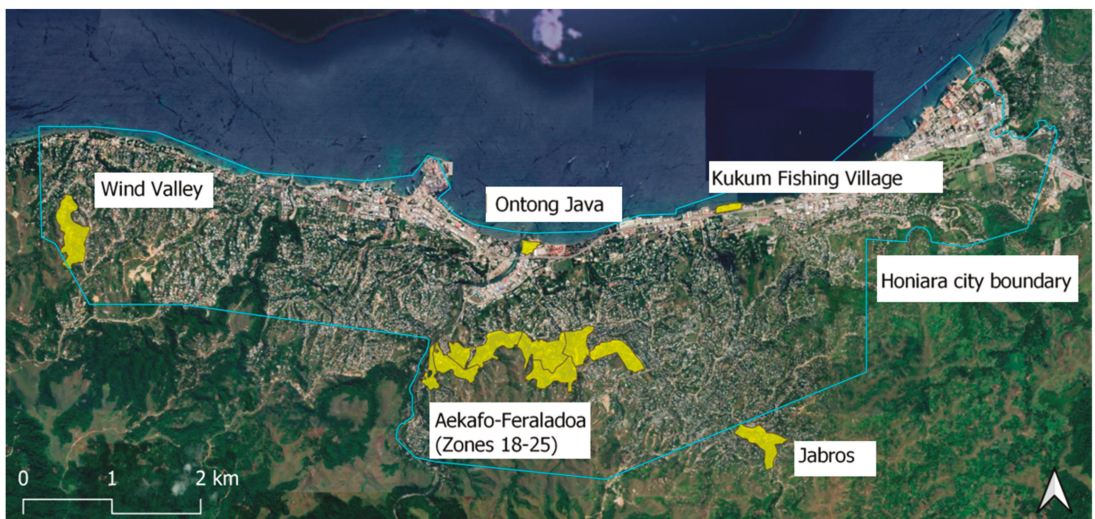 Wind Valley
Ontong Java
Kukum Fishing Village
Honiara city boundary
Aekafo-Feraladoa
(Zones 18-25)
Jabros
0 1 2 km